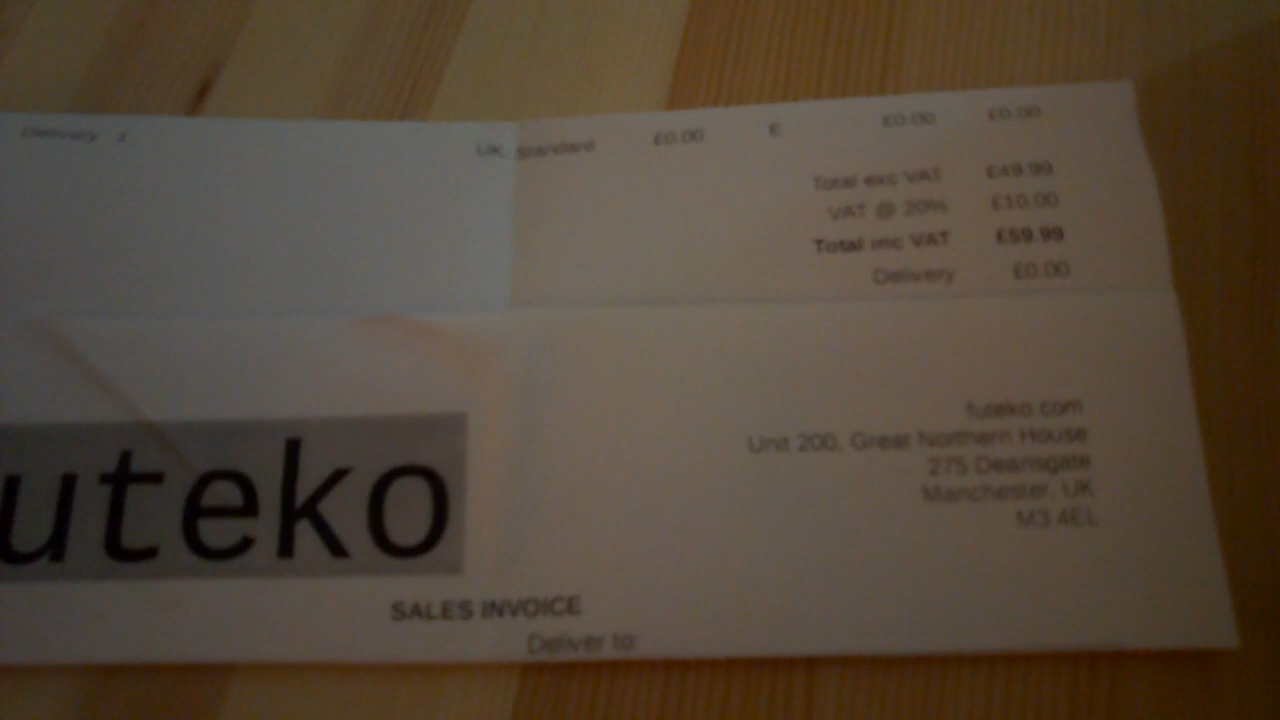 Delivery 1 UK Standard £0.00 E £0.00 £0.00
Total exc VAT £49.99
VAT @ 20% £10.00
Total inc VAT £59.99
Delivery £0.00
futeko.com
Unit 200, Great Northern House
275 Deansgate
Manchester, UK
M3 4EL
uteko
SALES INVOICE
Deliver to: